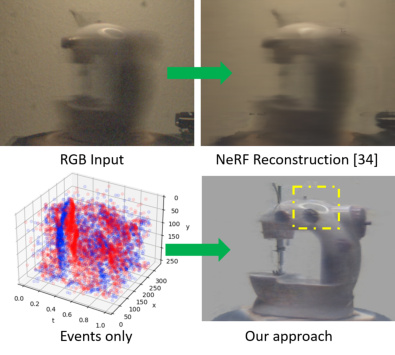 RGB Input
NeRF Reconstruction [34]
0
50
100
150
200
250
y
0.0
0.2
0.4
0.6
0.8
1.0
t
0
50
100
150
200
250
300
x
Events only
Our approach